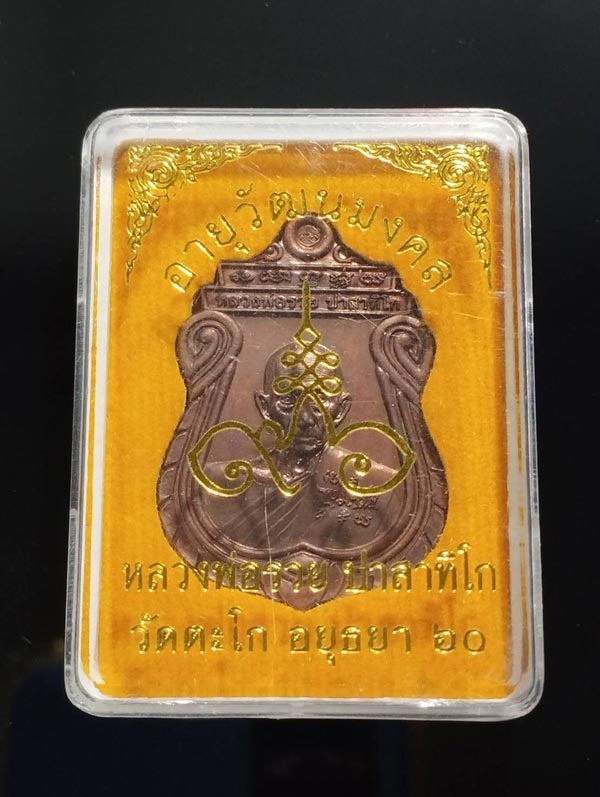 อายุวัฒนมงคล
หลวงพ่อรวย ปาสาทิโก
หลวงพ่อรวย ปาสาทิโก
วัดตะโก อยุธยา ๖๐